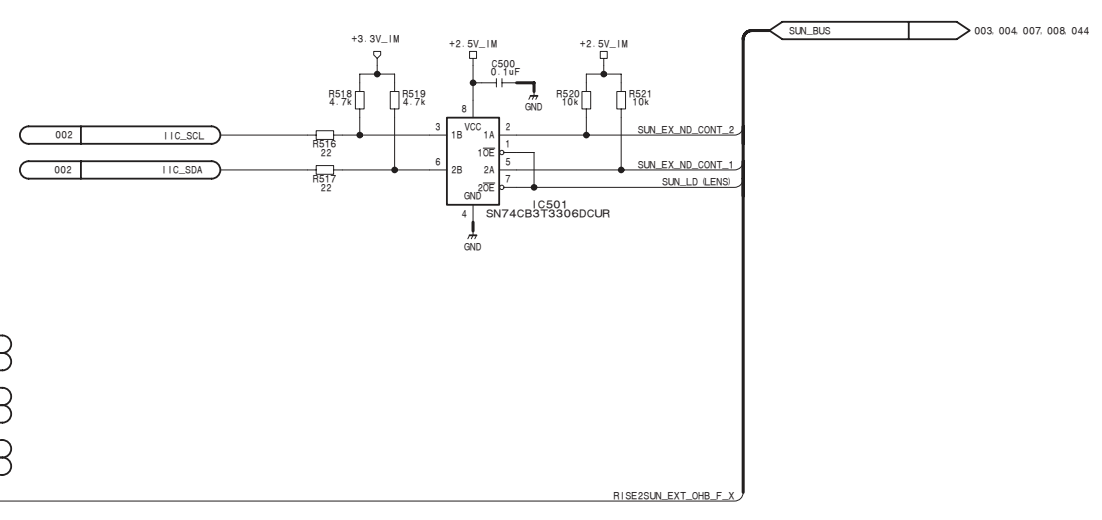 SUN_BUS
003. 004. 007. 008. 044
+3. 3V_IM
+2. 5V_IM
+2. 5V_IM
C500
0. 1uF
GND
R518
4. 7k
R519
4. 7k
R520
10k
R521
10k
8
VCC
002 IIC_SCL
R516
22
3
1B
1A
2
SUN_EX_ND_CONT_2
1
1OE
002 IIC_SDA
R517
22
6
2B
2A
5
SUN_EX_ND_CONT_1
7
2OE
SUN_LD (LENS)
GND
4
IC501
SN74CB3T3306DCUR
GND
RISE2SUN_EXT_OHB_F_X